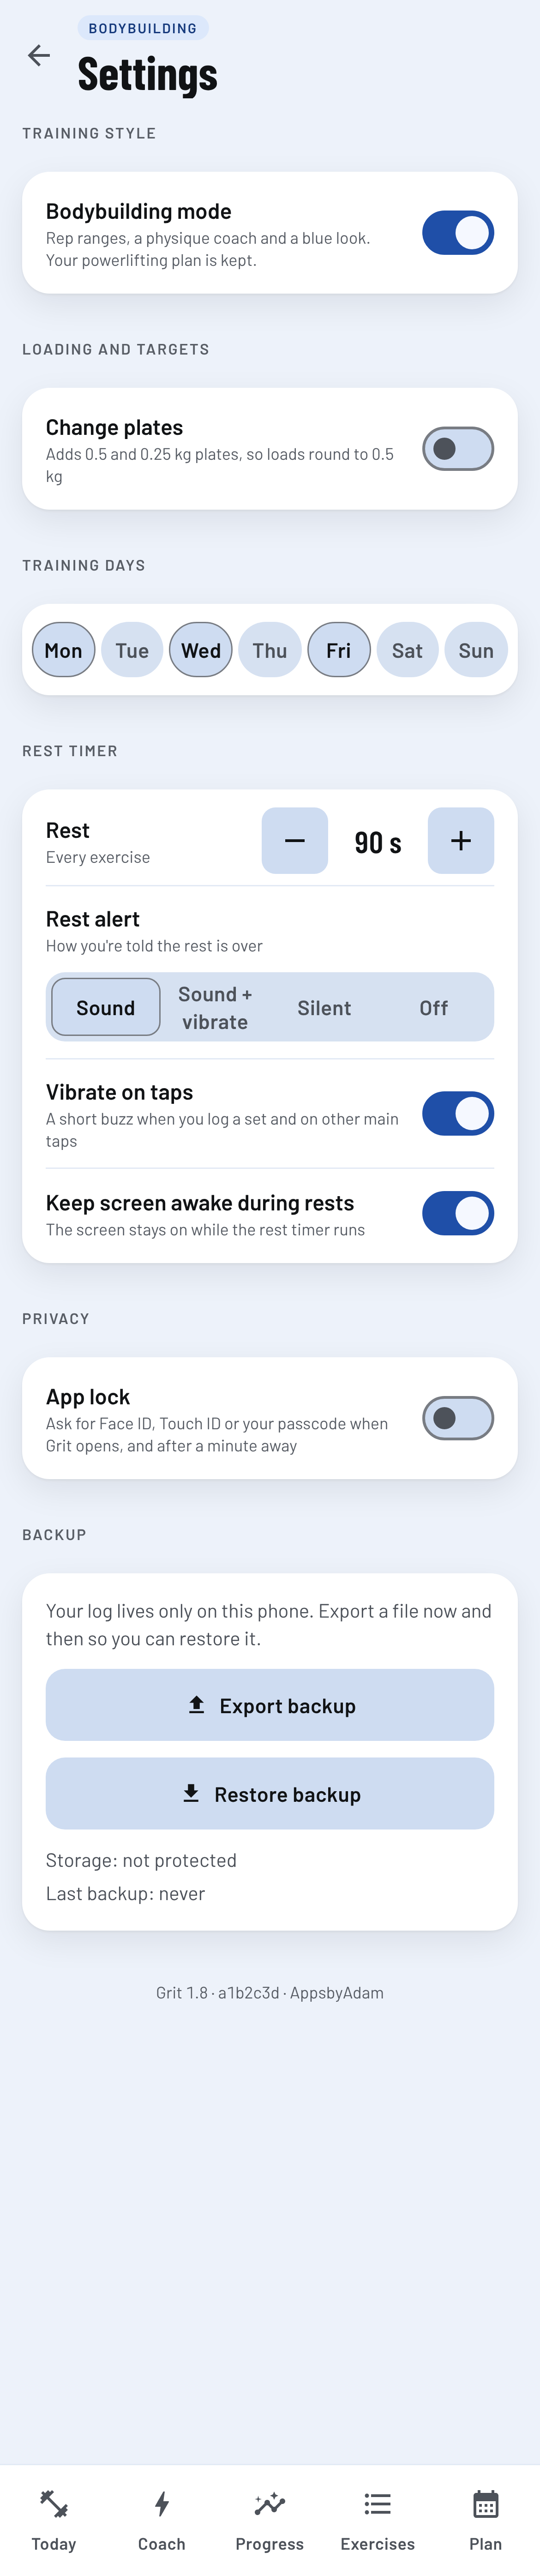 BODYBUILDING
Settings
TRAINING STYLE
Bodybuilding mode
Rep ranges, a physique coach and a blue look.
Your powerlifting plan is kept.
LOADING AND TARGETS
Change plates
Adds 0.5 and 0.25 kg plates, so loads round to 0.5
kg
TRAINING DAYS
Mon Tue Wed Thu Fri Sat Sun
REST TIMER
Rest
Every exercise
− 90 s +
Rest alert
How you're told the rest is over
Sound
Sound +
vibrate
Silent
Off
Vibrate on taps
A short buzz when you log a set and on other main
taps
Keep screen awake during rests
The screen stays on while the rest timer runs
PRIVACY
App lock
Ask for Face ID, Touch ID or your passcode when
Grit opens, and after a minute away
BACKUP
Your log lives only on this phone. Export a file now and
then so you can restore it.
Export backup
Restore backup
Storage: not protected
Last backup: never
Grit 1.8 · a1b2c3d · AppsbyAdam
Today Coach Progress Exercises Plan